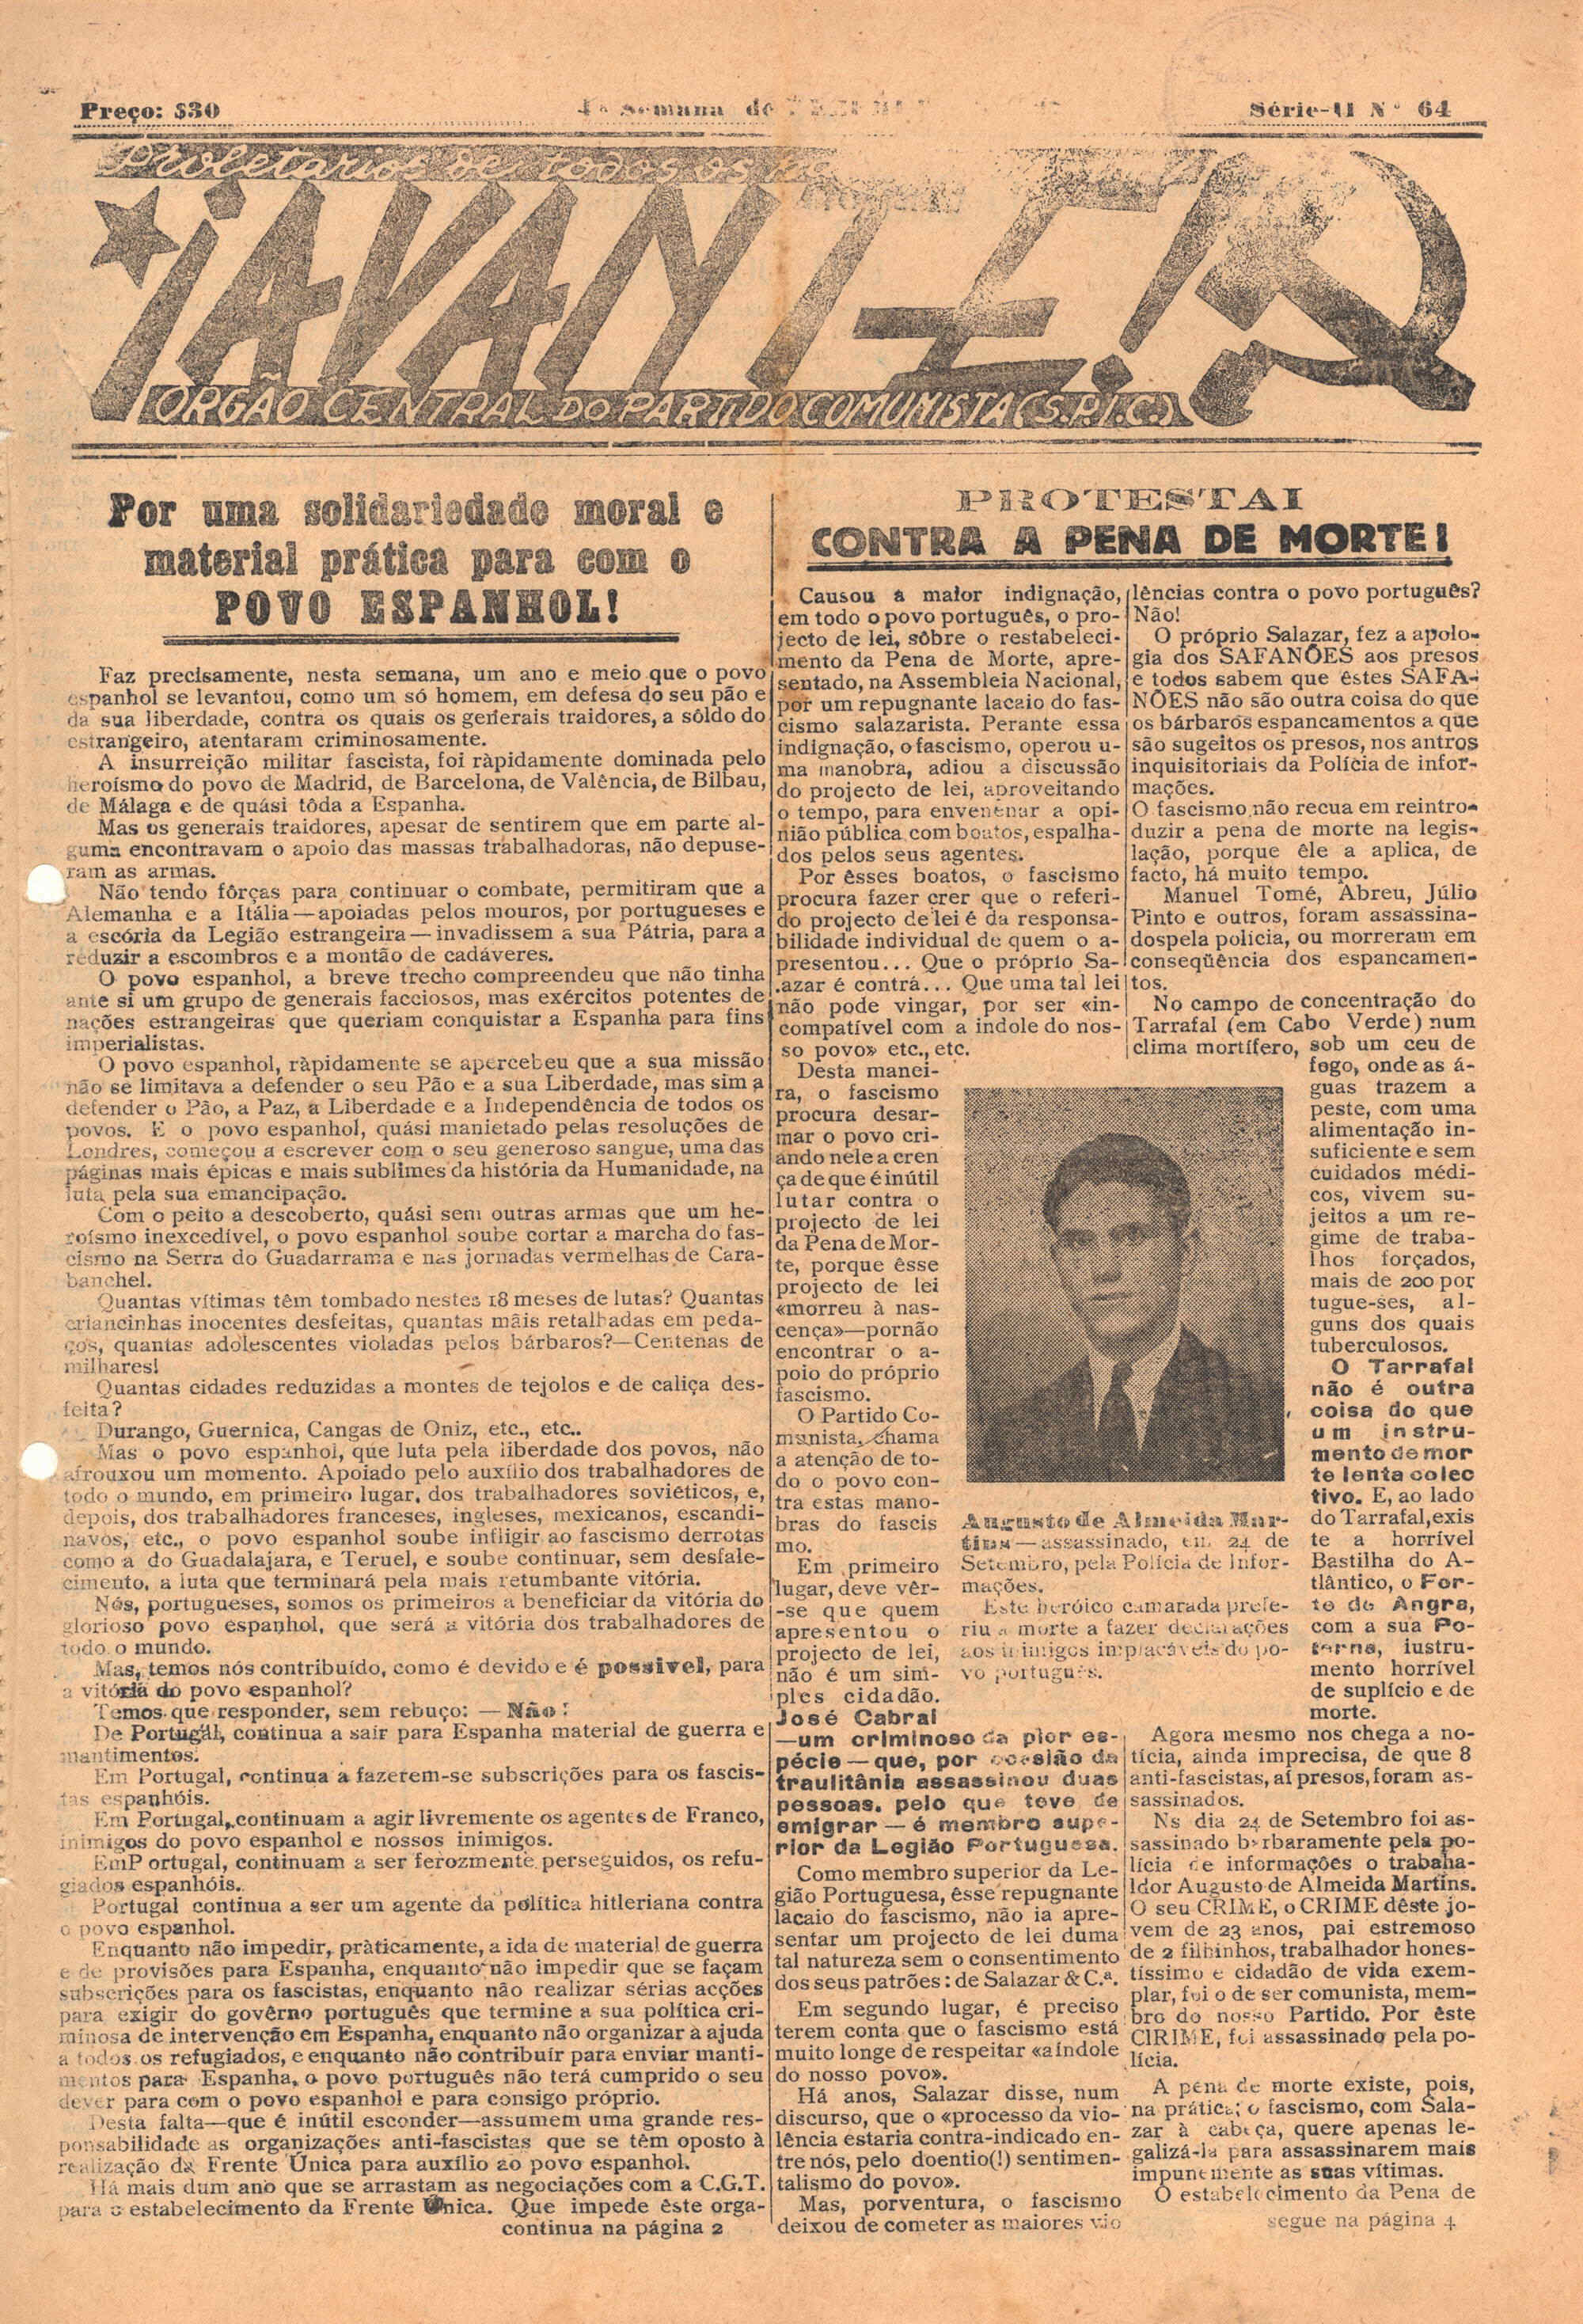 Preço: $30
4ª Semana de
Série-II Nº 64
Proletarios de todos os
¡AVANTE!
ORGÃO CENTRAL DO PARTIDO COMUNISTA (S.P.I.C.)
Por uma solidariedade moral e
material prática para com o
POVO ESPANHOL!
Faz precisamente, nesta semana, um ano e meio que o povo
espanhol se levantou, como um só homem, em defesa do seu pão e
da sua liberdade, contra os quais os generais traidores, a sôldo do
estrangeiro, atentaram criminosamente.
A insurreição militar fascista, foi ràpidamente dominada pelo
heroísmo do povo de Madrid, de Barcelona, de Valência, de Bilbau,
de Málaga e de quási tôda a Espanha.
Mas os generais traidores, apesar de sentirem que em parte al-
guma encontravam o apoio das massas trabalhadoras, não depuse-
ram as armas.
Não tendo fôrças para continuar o combate, permitiram que a
Alemanha e a Itália—apoiadas pelos mouros, por portugueses e
a escória da Legião estrangeira—invadissem a sua Pátria, para a
reduzir a escombros e a montão de cadáveres.
O povo espanhol, a breve trecho compreendeu que não tinha
ante si um grupo de generais facciosos, mas exércitos potentes de
nações estrangeiras que queriam conquistar a Espanha para fins
imperialistas.
O povo espanhol, ràpidamente se apercebeu que a sua missão
não se limitava a defender o seu Pão e a sua Liberdade, mas sim a
defender o Pão, a Paz, a Liberdade e a Independência de todos os
povos. E o povo espanhol, quási manietado pelas resoluções de
Londres, começou a escrever com o seu generoso sangue, uma das
páginas mais épicas e mais sublimes da história da Humanidade, na
luta pela sua emancipação.
Com o peito a descoberto, quási sem outras armas que um he-
roísmo inexcedível, o povo espanhol soube cortar a marcha do fas-
cismo na Serra do Guadarrama e nas jornadas vermelhas de Cara-
banchel.
Quantas vítimas têm tombado nestes 18 meses de lutas? Quantas
criancinhas inocentes desfeitas, quantas mãis retalhadas em peda-
ços, quantas adolescentes violadas pelos bárbaros?—Centenas de
milhares!
Quantas cidades reduzidas a montes de tejolos e de caliça des-
feita?
Durango, Guernica, Cangas de Oniz, etc., etc..
Mas o povo espanhol, que luta pela liberdade dos povos, não
afrouxou um momento. Apoiado pelo auxílio dos trabalhadores de
todo o mundo, em primeiro lugar, dos trabalhadores soviéticos, e,
depois, dos trabalhadores franceses, ingleses, mexicanos, escandi-
navos, etc., o povo espanhol soube infligir ao fascismo derrotas
como a do Guadalajara, e Teruel, e soube continuar, sem desfale-
cimento, a luta que terminará pela mais retumbante vitória.
Nós, portugueses, somos os primeiros a beneficiar da vitória do
glorioso povo espanhol, que será a vitória dos trabalhadores de
todo o mundo.
Mas, temos nós contribuído, como é devido e é possivel, para
a vitória do povo espanhol?
Temos que responder, sem rebuço: — Não!
De Portugal, continua a sair para Espanha material de guerra e
mantimentos.
Em Portugal, continua a fazerem-se subscrições para os fascis-
tas espanhóis.
Em Portugal, continuam a agir livremente os agentes de Franco,
inimigos do povo espanhol e nossos inimigos.
EmP ortugal, continuam a ser ferozmente perseguidos, os refu-
giados espanhóis.
Portugal continua a ser um agente da política hitleriana contra
o povo espanhol.
Enquanto não impedir, pràticamente, a ida de material de guerra
e de provisões para Espanha, enquanto não impedir que se façam
subscrições para os fascistas, enquanto não realizar sérias acções
para exigir do govêrno português que termine a sua política cri-
minosa de intervenção em Espanha, enquanto não organizar a ajuda
a todos os refugiados, e enquanto não contribuir para enviar manti-
mentos para Espanha, o povo português não terá cumprido o seu
dever para com o povo espanhol e para consigo próprio.
Desta falta—que é inútil esconder—assumem uma grande res-
ponsabilidade as organizações anti-fascistas que se têm oposto à
realização da Frente Única para auxílio ao povo espanhol.
Há mais dum ano que se arrastam as negociações com a C.G.T.
para o estabelecimento da Frente Única. Que impede êste orga-
continua na página 2
PROTESTAI
CONTRA A PENA DE MORTE!
Causou a maior indignação,
em todo o povo português, o pro-
jecto de lei, sôbre o restabeleci-
mento da Pena de Morte, apre-
sentado, na Assembleia Nacional,
por um repugnante lacaio do fas-
cismo salazarista. Perante essa
indignação, o fascismo, operou u-
ma manobra, adiou a discussão
do projecto de lei, aproveitando
o tempo, para envenenar a opi-
nião pública com boatos, espalha-
dos pelos seus agentes.
Por êsses boatos, o fascismo
procura fazer crer que o referi-
do projecto de lei é da responsa-
bilidade individual de quem o a-
presentou... Que o próprio Sa-
.azar é contrá... Que uma tal lei
não pode vingar, por ser «in-
compatível com a indole do nos-
so povo» etc., etc.
Desta manei-
ra, o fascismo
procura desar-
mar o povo cri-
ando nele a cren
ça de que é inútil
lutar contra o
projecto de lei
da Pena de Mor-
te, porque êsse
projecto de lei
«morreu à nas-
cença»—pornão
encontrar o a-
poio do próprio
fascismo.
O Partido Co-
munista, chama
a atenção de to-
do o povo con-
tra estas mano-
bras do fascis
mo.
Em primeiro
lugar, deve vêr-
-se que quem
apresentou o
projecto de lei,
não é um sim-
ples cidadão.
José Cabral
—um criminoso da pior es-
pécie—que, por ocasião da
traulitânia assassinou duas
pessoas, pelo que teve de
emigrar — é membro supe-
rior da Legião Portuguesa.
Como membro superior da Le-
gião Portuguesa, êsse repugnante
lacaio do fascismo, não ia apre-
sentar um projecto de lei duma
tal natureza sem o consentimento
dos seus patrões: de Salazar & C.ª.
Em segundo lugar, é preciso
terem conta que o fascismo está
muito longe de respeitar «aíndole
do nosso povo».
Há anos, Salazar disse, num
discurso, que o «processo da vio-
lência estaria contra-indicado en-
tre nós, pelo doentio(!) sentimen-
talismo do povo».
Mas, porventura, o fascismo
deixou de cometer as maiores vio
Augusto de Almeida Mar-
tins—assassinado, em 24 de
Setembro, pela Polícia de Infor-
mações.
Este heróico camarada prefe-
riu a morte a fazer declarações
aos inimigos implacáveis do po-
vo português.
lências contra o povo português?
Não!
O próprio Salazar, fez a apolo-
gia dos SAFANÕES aos presos
e todos sabem que êstes SAFA-
NÕES não são outra coisa do que
os bárbaros espancamentos a que
são sugeitos os presos, nos antros
inquisitoriais da Polícia de infor-
mações.
O fascismo não recua em reintro-
duzir a pena de morte na legis-
lação, porque êle a aplica, de
facto, há muito tempo.
Manuel Tomé, Abreu, Júlio
Pinto e outros, foram assassina-
dospela polícia, ou morreram em
conseqüência dos espancamen-
tos.
No campo de concentração do
Tarrafal (em Cabo Verde) num
clima mortífero, sob um ceu de
fogo, onde as á-
guas trazem a
peste, com uma
alimentação in-
suficiente e sem
cuidados médi-
cos, vivem su-
jeitos a um re-
gime de traba-
lhos forçados,
mais de 200 por
tugue-ses, al-
guns dos quais
tuberculosos.
O Tarrafal
não é outra
coisa do que
um instru-
mento de mor
te lenta colec
tivo. E, ao lado
do Tarrafal, exis
te a horrível
Bastilha do A-
tlântico, o For-
te de Angra,
com a sua Po-
terna, iustru-
mento horrível
de suplício e de
morte.
Agora mesmo nos chega a no-
tícia, ainda imprecisa, de que 8
anti-fascistas, aí presos, foram as-
sassinados.
Ns dia 24 de Setembro foi as-
sassinado barbaramente pela po-
lícia de informações o trabaha-
ldor Augusto de Almeida Martins.
O seu CRIME, o CRIME dêste jo-
vem de 23 anos, pai estremoso
de 2 filhinhos, trabalhador hones-
tíssimo e cidadão de vida exem-
plar, foi o de ser comunista, mem-
bro do nosso Partido. Por êste
CIRIME, foi assassinado pela po-
lícia.
A pena de morte existe, pois,
na prática; o fascismo, com Sala-
zar à cabeça, quere apenas le-
galizá-la para assassinarem mais
impunemente as suas vítimas.
O estabelecimento da Pena de
segue na página 4